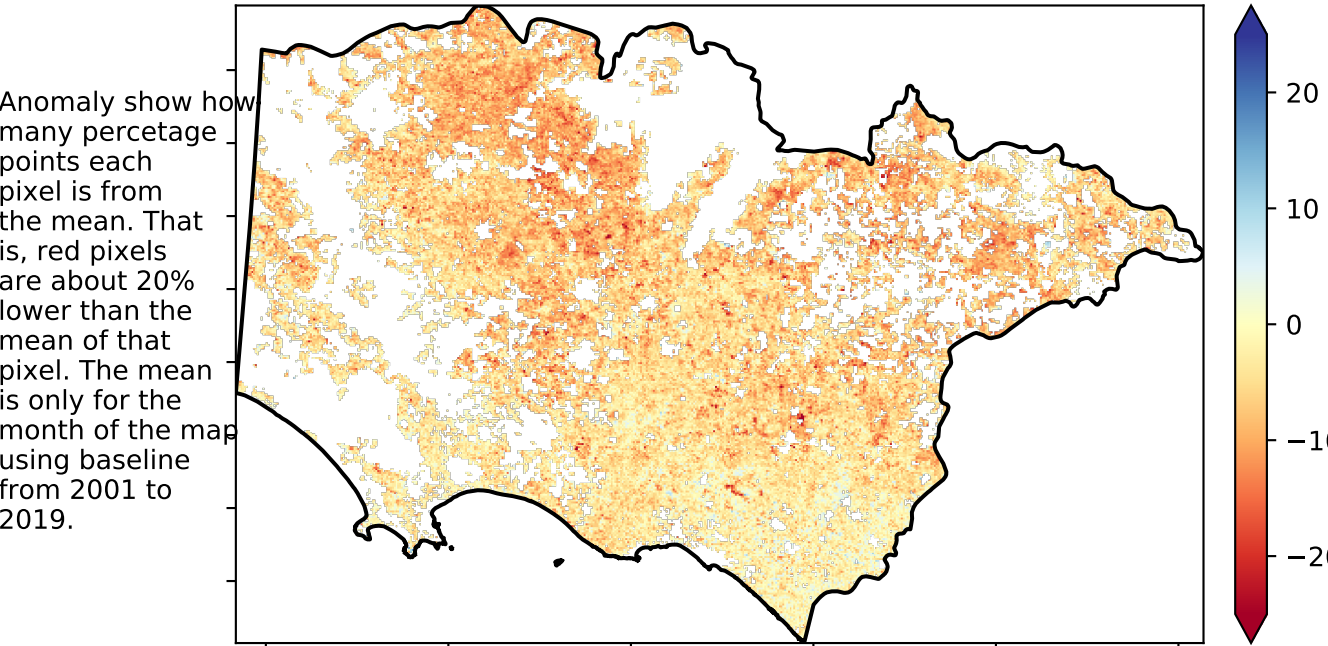 Anomaly show how
many percetage
points each
pixel is from
the mean. That
is, red pixels
are about 20%
lower than the
mean of that
pixel. The mean
is only for the
month of the map
using baseline
from 2001 to
2019.
20
10
0
−10
−20